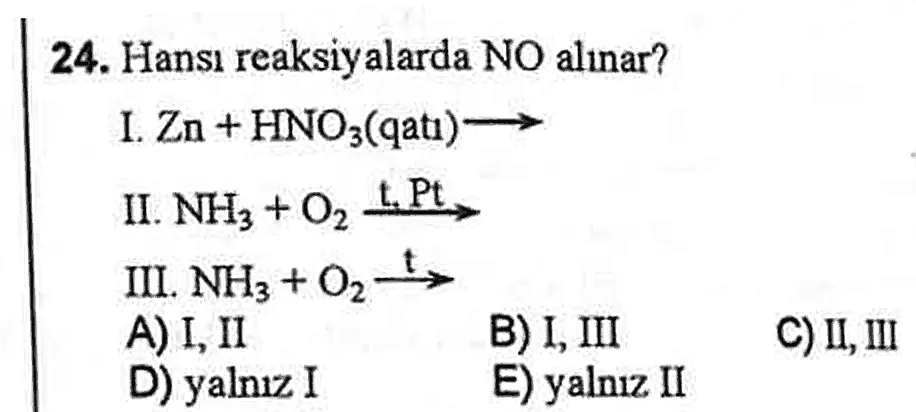 24. Hansı reaksiyalarda NO alınar?
I. Zn + HNO₃(qatı)⟶
II. NH₃ + O₂ t, Pt⟶
III. NH₃ + O₂ t⟶
A) I, II B) I, III C) II, III
D) yalnız I E) yalnız II